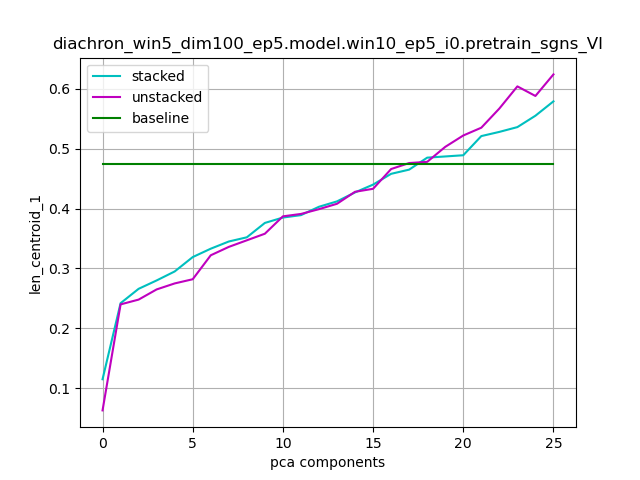 diachron_win5_dim100_ep5.model.win10_ep5_i0.pretrain_sgns_VI
stacked
unstacked
baseline
0.6
0.5
0.4
0.3
0.2
0.1
len_centroid_1
0 5 10 15 20 25
pca components